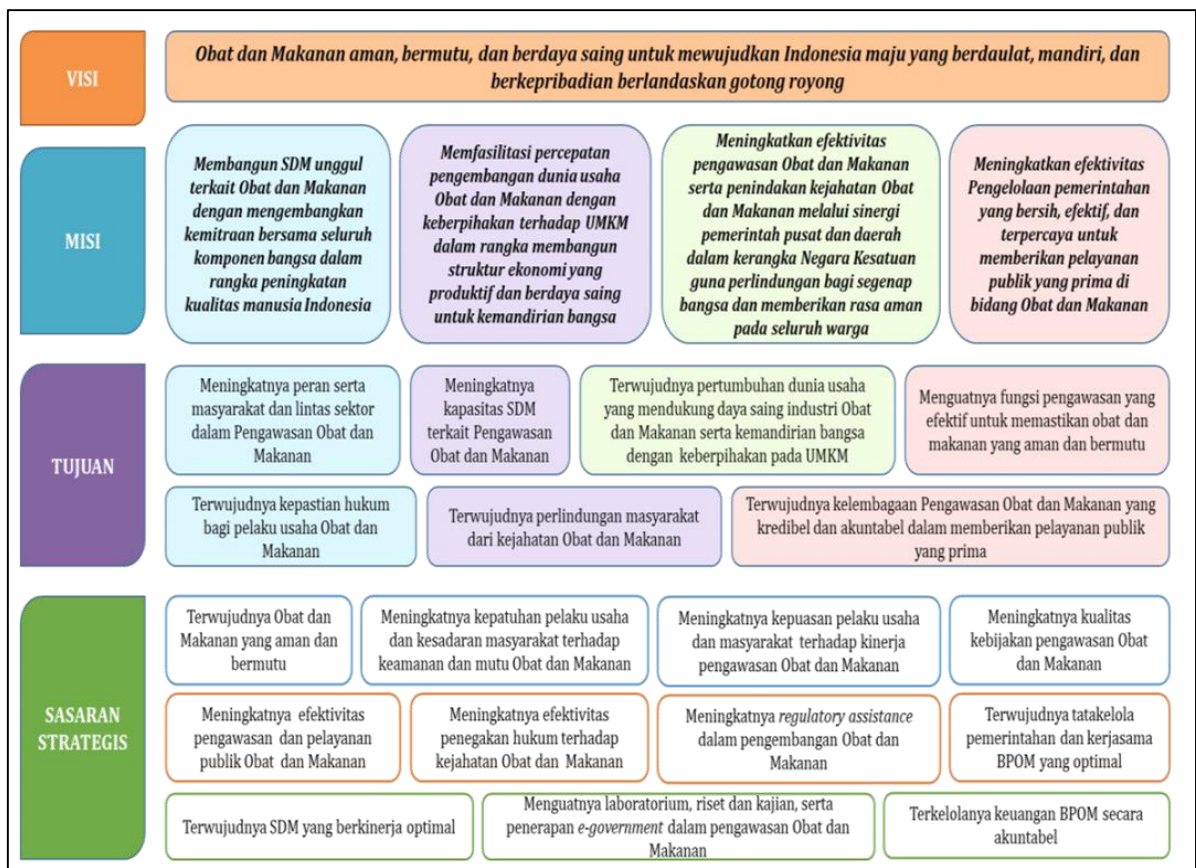 VISI
Obat dan Makanan aman, bermutu, dan berdaya saing untuk mewujudkan Indonesia maju yang berdaulat, mandiri, dan
berkepribadian berlandaskan gotong royong
MISI
Membangun SDM unggul
terkait Obat dan Makanan
dengan mengembangkan
kemitraan bersama seluruh
komponen bangsa dalam
rangka peningkatan
kualitas manusia Indonesia
Memfasilitasi percepatan
pengembangan dunia usaha
Obat dan Makanan dengan
keberpihakan terhadap UMKM
dalam rangka membangun
struktur ekonomi yang
produktif dan berdaya saing
untuk kemandirian bangsa
Meningkatkan efektivitas
pengawasan Obat dan Makanan
serta penindakan kejahatan Obat
dan Makanan melalui sinergi
pemerintah pusat dan daerah
dalam kerangka Negara Kesatuan
guna perlindungan bagi segenap
bangsa dan memberikan rasa aman
pada seluruh warga
Meningkatkan efektivitas
Pengelolaan pemerintahan
yang bersih, efektif, dan
terpercaya untuk
memberikan pelayanan
publik yang prima di
bidang Obat dan Makanan
TUJUAN
Meningkatnya peran serta
masyarakat dan lintas sektor
dalam Pengawasan Obat dan
Makanan
Meningkatnya
kapasitas SDM
terkait Pengawasan
Obat dan Makanan
Terwujudnya pertumbuhan dunia usaha
yang mendukung daya saing industri Obat
dan Makanan serta kemandirian bangsa
dengan keberpihakan pada UMKM
Menguatnya fungsi pengawasan yang
efektif untuk memastikan obat dan
makanan yang aman dan bermutu
Terwujudnya kepastian hukum
bagi pelaku usaha Obat dan
Makanan
Terwujudnya perlindungan masyarakat
dari kejahatan Obat dan Makanan
Terwujudnya kelembagaan Pengawasan Obat dan Makanan yang
kredibel dan akuntabel dalam memberikan pelayanan publik
yang prima
SASARAN
STRATEGIS
Terwujudnya Obat dan
Makanan yang aman dan
bermutu
Meningkatnya kepatuhan pelaku usaha
dan kesadaran masyarakat terhadap
keamanan dan mutu Obat dan Makanan
Meningkatnya kepuasan pelaku usaha
dan masyarakat terhadap kinerja
pengawasan Obat dan Makanan
Meningkatnya kualitas
kebijakan pengawasan Obat
dan Makanan
Meningkatnya efektivitas
pengawasan dan pelayanan
publik Obat dan Makanan
Meningkatnya efektivitas
penegakan hukum terhadap
kejahatan Obat dan Makanan
Meningkatnya regulatory assistance
dalam pengembangan Obat dan
Makanan
Terwujudnya tatakelola
pemerintahan dan kerjasama
BPOM yang optimal
Terwujudnya SDM yang berkinerja optimal
Menguatnya laboratorium, riset dan kajian, serta
penerapan e-government dalam pengawasan Obat dan
Makanan
Terkelolanya keuangan BPOM secara
akuntabel